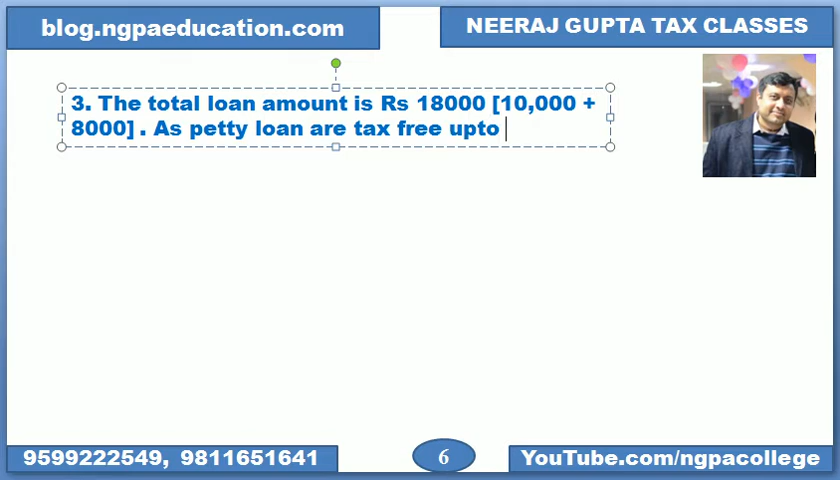 blog.ngpaeducation.com
NEERAJ GUPTA TAX CLASSES
3. The total loan amount is Rs 18000 [10,000 +
8000] . As petty loan are tax free upto
9599222549, 9811651641
6
YouTube.com/ngpacollege